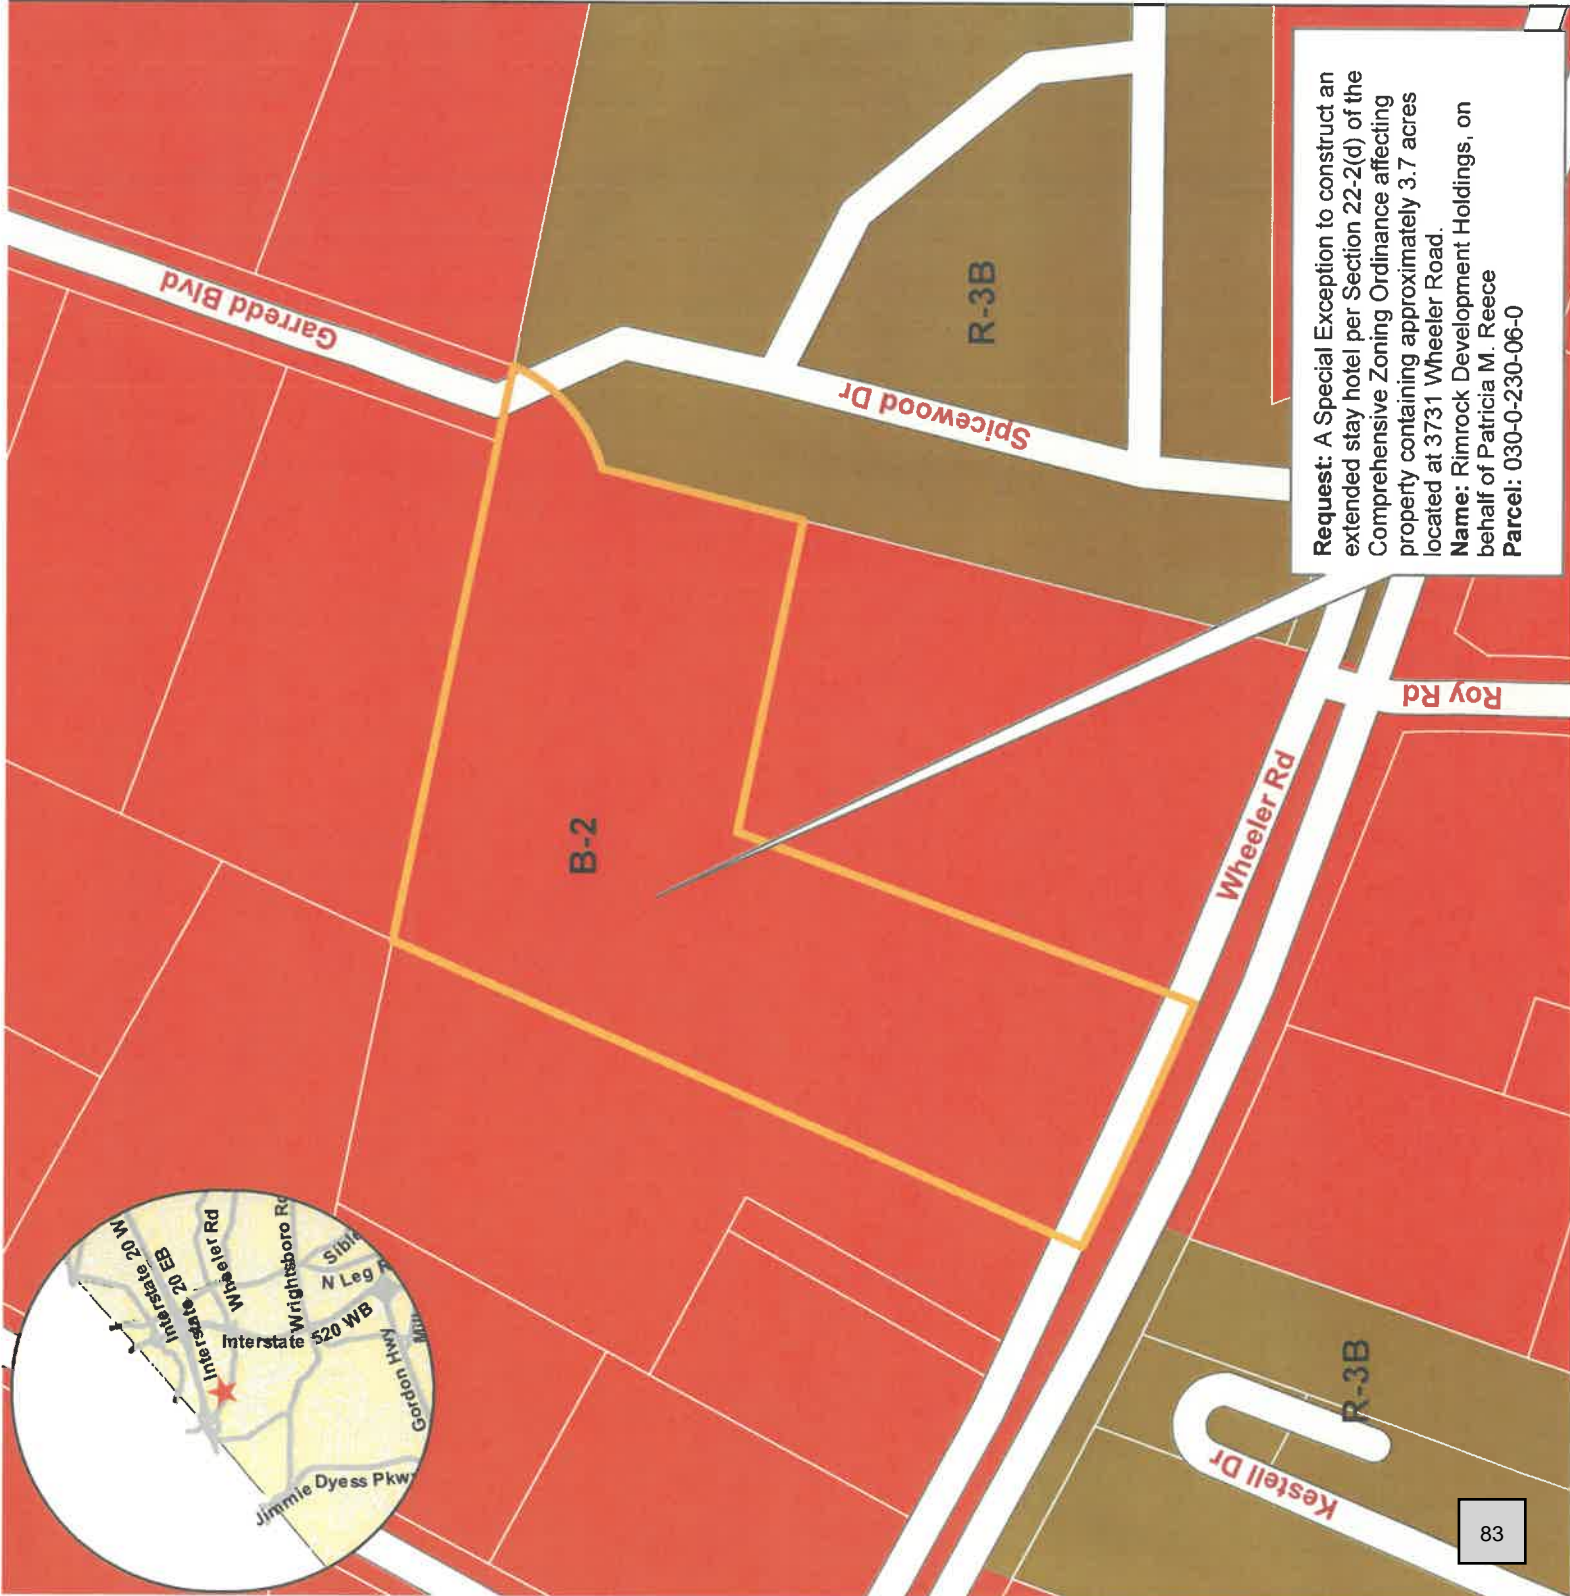 Request: A Special Exception to construct an
extended stay hotel per Section 22-2(d) of the
Comprehensive Zoning Ordinance affecting
property containing approximately 3.7 acres
located at 3731 Wheeler Road.
Name: Rimrock Development Holdings, on
behalf of Patricia M. Reece
Parcel: 030-0-230-06-0
Garredd Blvd
Spicewood Dr
R-3B
B-2
Wheeler Rd
Roy Rd
R-3B
Kestell Dr
Interstate 20 W
Interstate 20 EB
Wheeler Rd
Wrightsboro Rd
N Leg
Interstate 520 WB
Gordon Hwy
Jimmie Dyess Pkwy
83